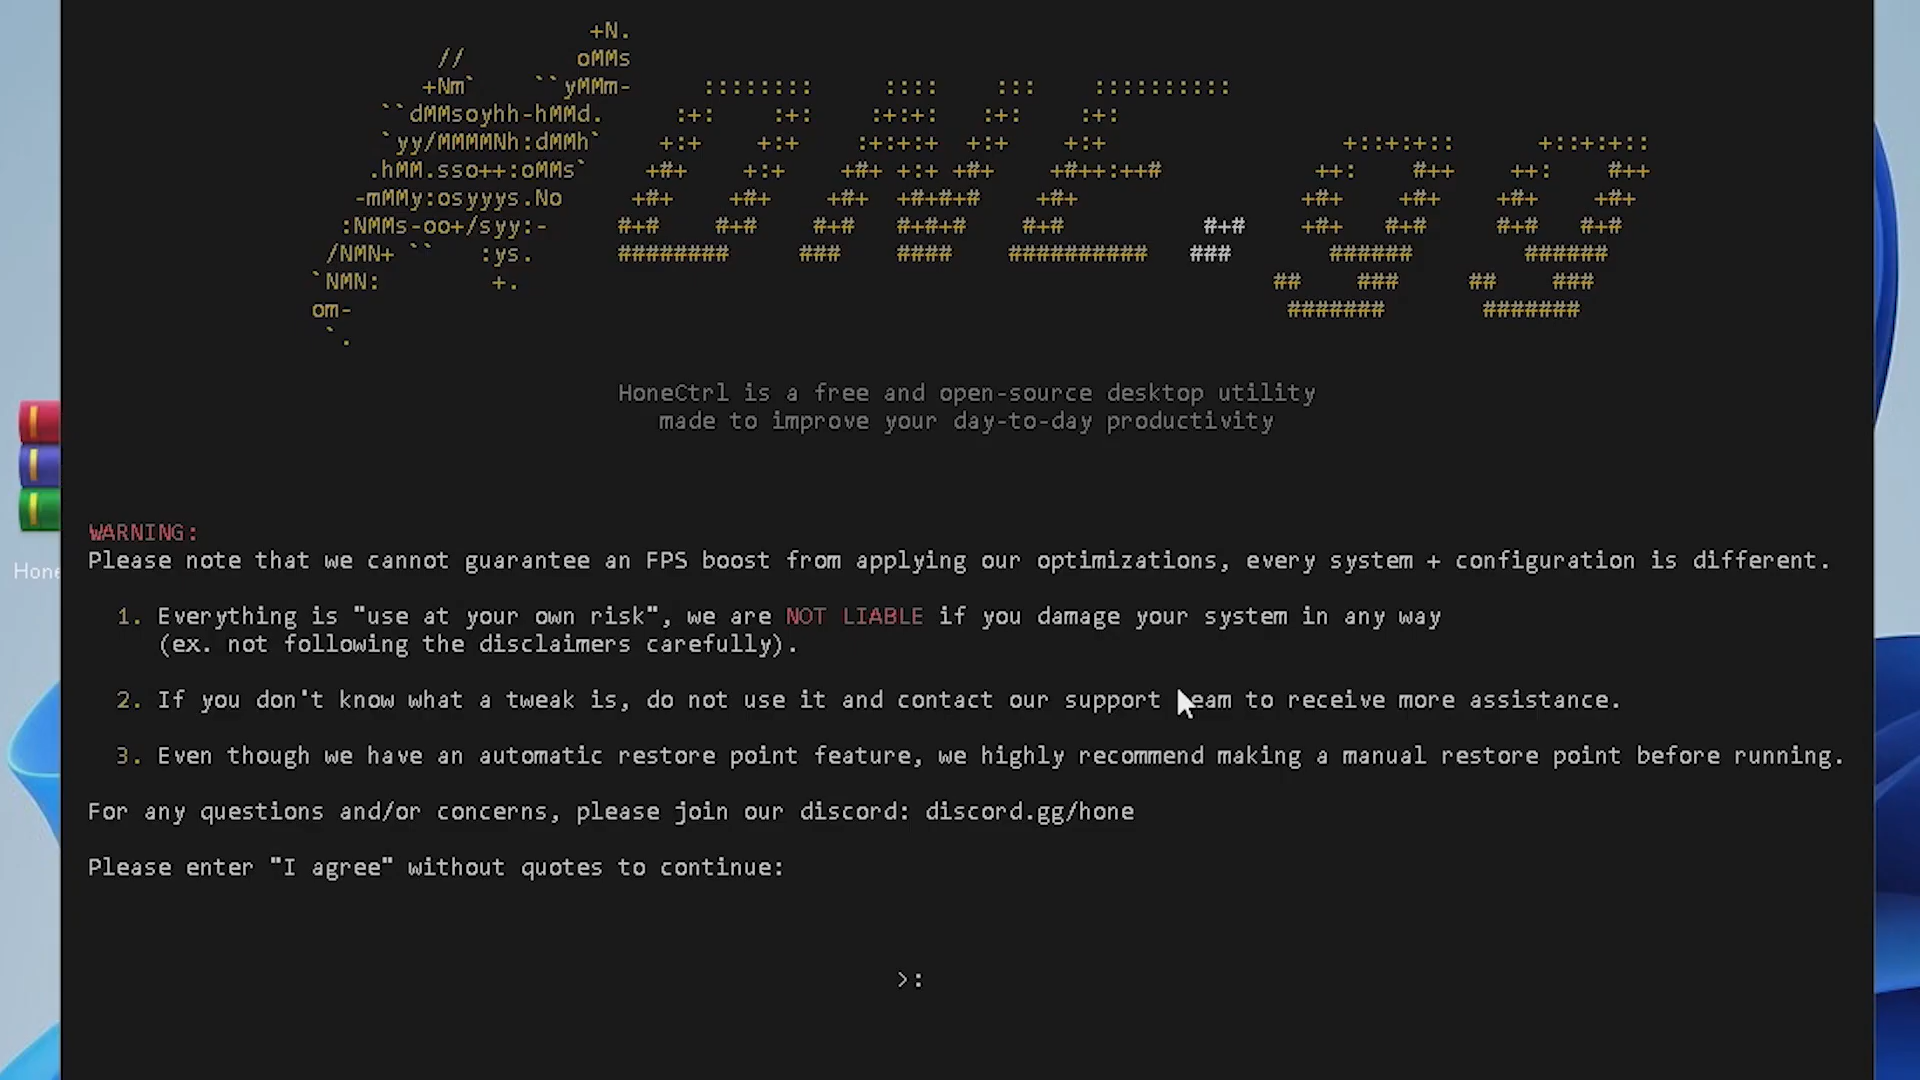 HONE.gg
HoneCtrl is a free and open-source desktop utility
made to improve your day-to-day productivity
WARNING:
Please note that we cannot guarantee an FPS boost from applying our optimizations, every system + configuration is different.
1. Everything is "use at your own risk", we are NOT LIABLE if you damage your system in any way
(ex. not following the disclaimers carefully).
Hone
2. If you don't know what a tweak is, do not use it and contact our support team to receive more assistance.
3. Even though we have an automatic restore point feature, we highly recommend making a manual restore point before running.
For any questions and/or concerns, please join our discord: discord.gg/hone
Please enter "I agree" without quotes to continue:
>: